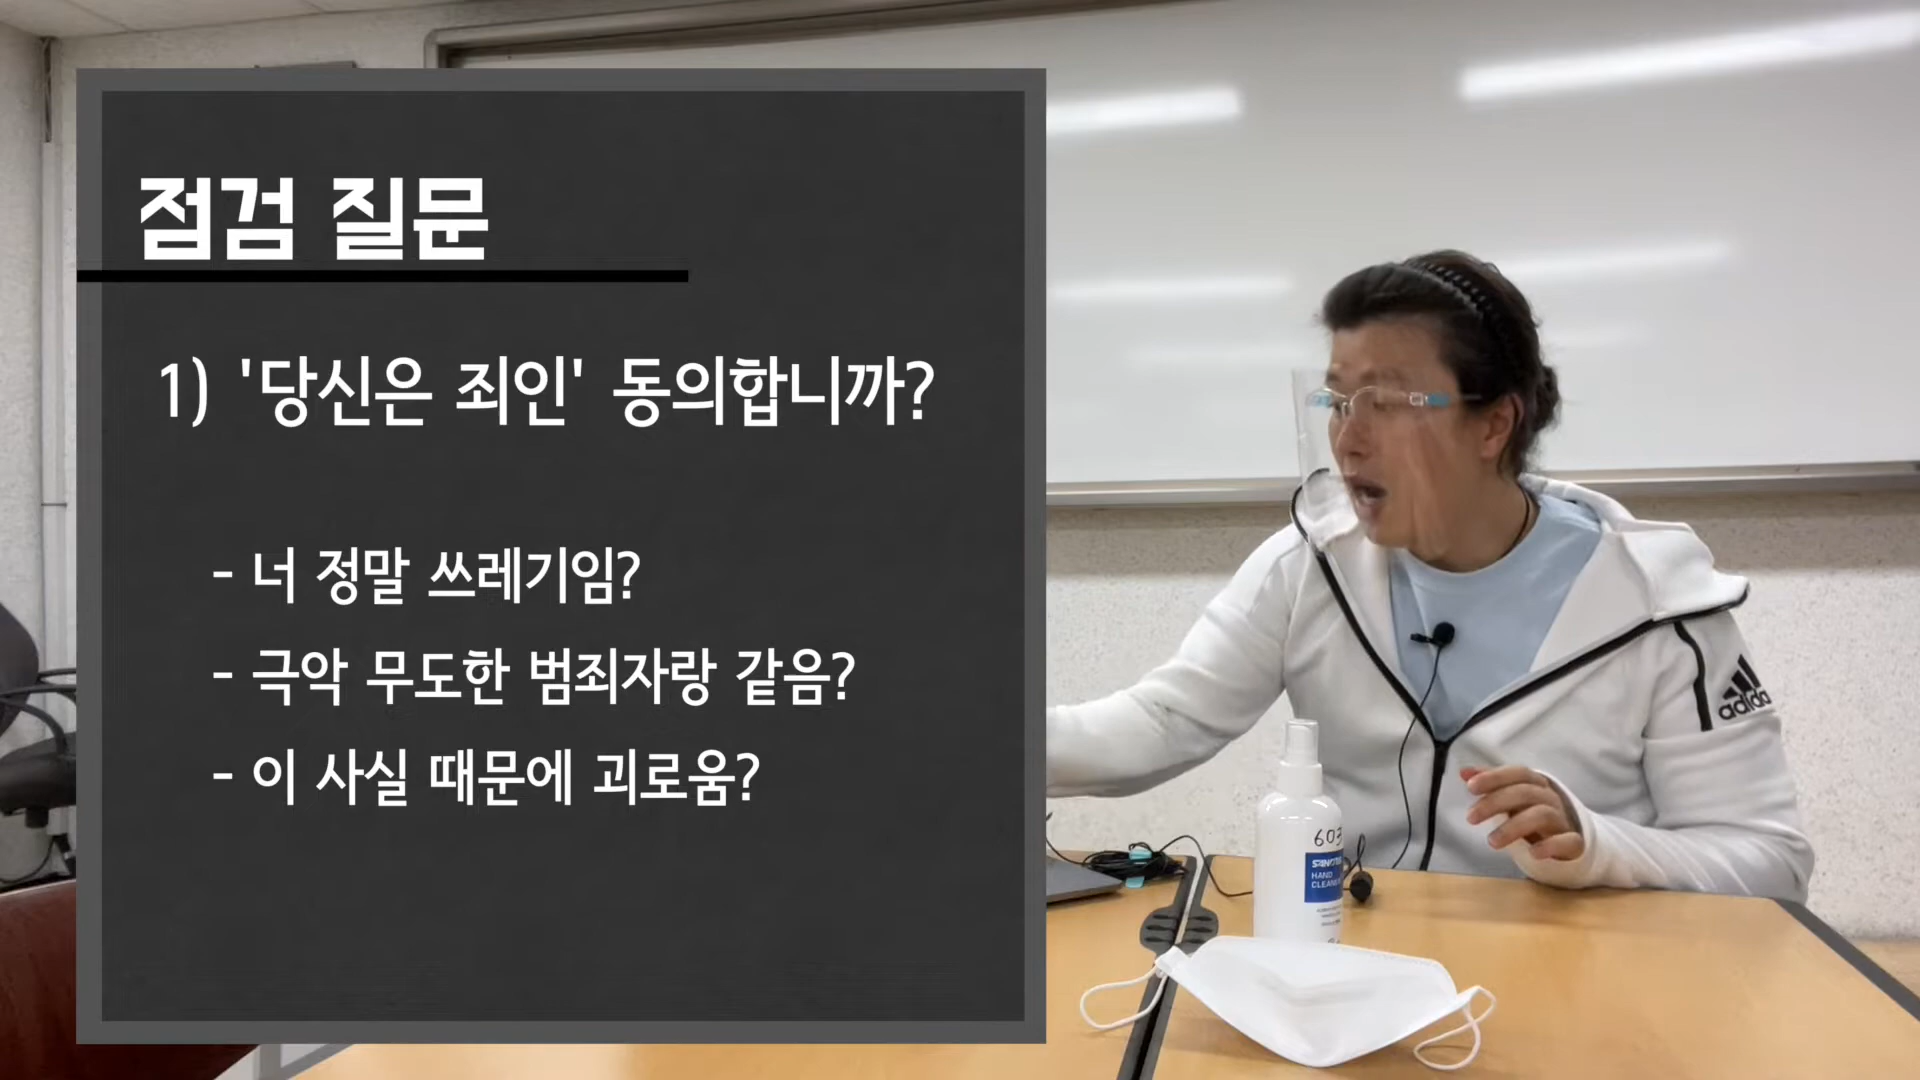 점검 질문
1) '당신은 죄인' 동의합니까?
- 너 정말 쓰레기임?
- 극악 무도한 범죄자랑 같음?
- 이 사실 때문에 괴로움?
adidas
603
HAND